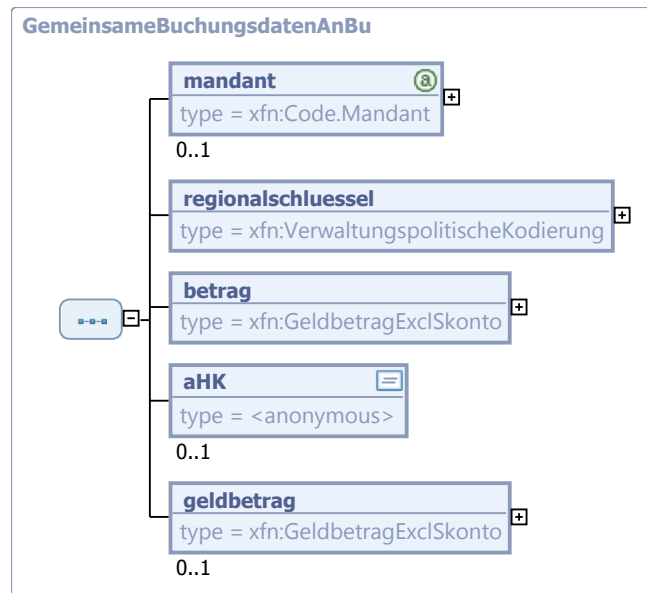 GemeinsameBuchungsdatenAnBu
mandant
type = xfn:Code.Mandant
0..1
regionalschluessel
type = xfn:VerwaltungspolitischeKodierung
betrag
type = xfn:GeldbetragExclSkonto
aHK
type = <anonymous>
0..1
geldbetrag
type = xfn:GeldbetragExclSkonto
0..1